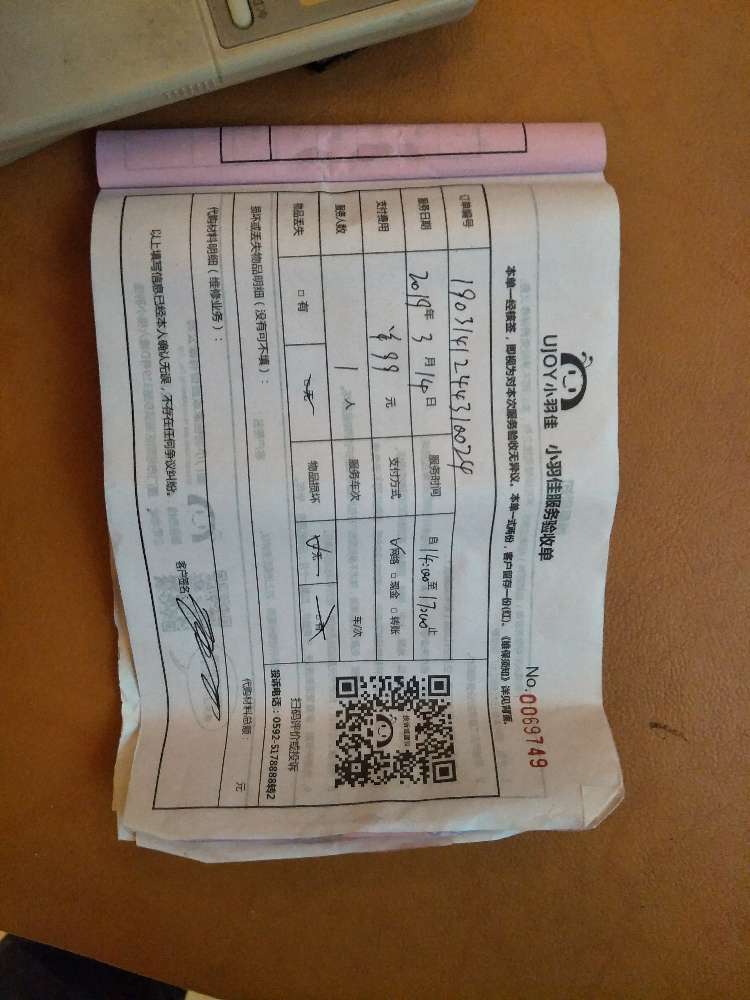 UJOY小羽佳 小羽佳服务验收单
No.0069749
本单一经核签，即视为对本次服务验收无异议。本单一式两份，客户留存一份(红)。《维保须知》详见背面。
订单编号 1903141244310024
服务日期 2019年3月14日 服务时间 自14:00至17:00止
支付费用 ¥99元 支付方式 ☑网络 □现金 □转账
服务人数 1人 服务车次 车/次
物品丢失 □有 ☑无 物品损坏 ☑无 □有
扫码评价或投诉
投诉电话：0592-5178888转2
损坏或丢失物品明细（没有可不填）：
代购材料明细（维修业务）： 代购材料总额： 元
以上填写信息已经本人确认无误，不存在任何争议纠纷。 客户签名：